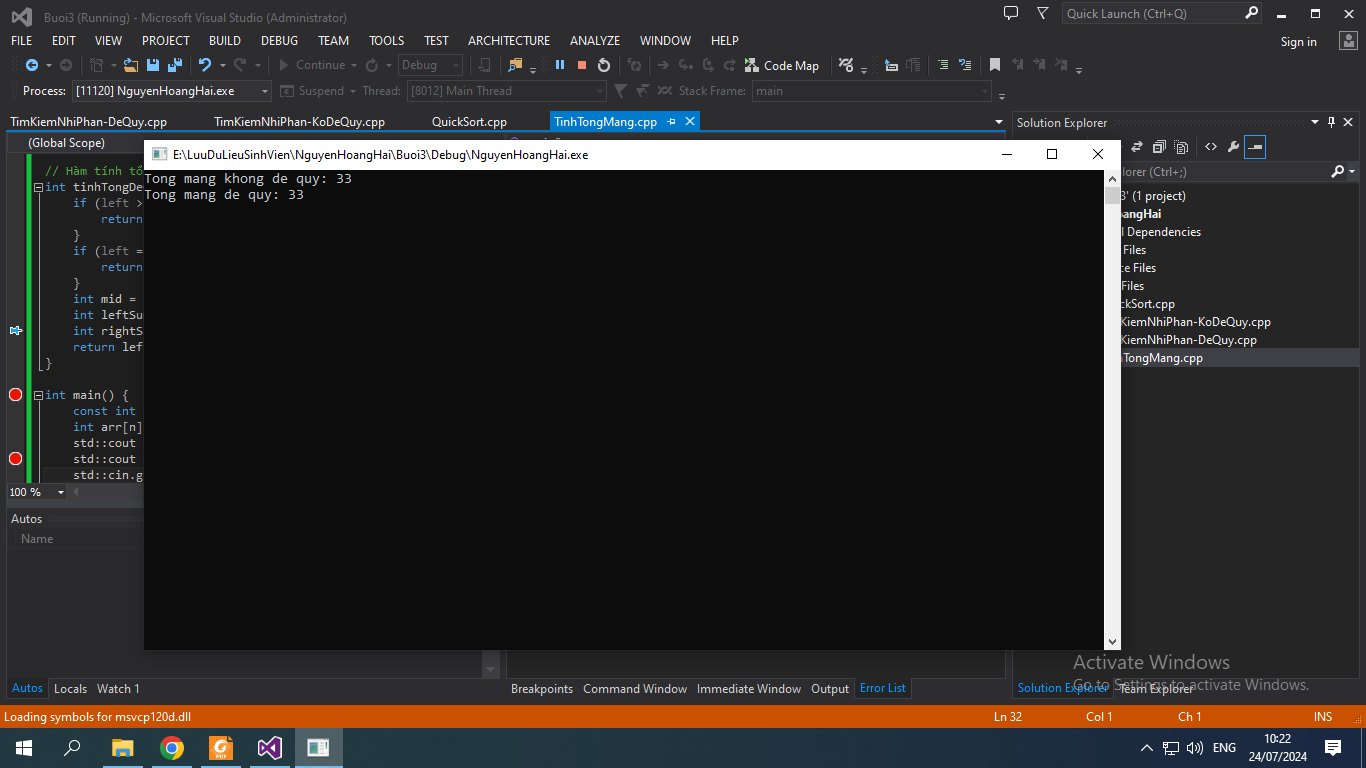 Buoi3 (Running) - Microsoft Visual Studio (Administrator)
Quick Launch (Ctrl+Q)
FILE EDIT VIEW PROJECT BUILD DEBUG TEAM TOOLS TEST ARCHITECTURE ANALYZE WINDOW HELP
Sign in
Continue Debug Code Map
Process: [11120] NguyenHoangHai.exe Suspend Thread: [8012] Main Thread Stack Frame: main
TimKiemNhiPhan-DeQuy.cpp TimKiemNhiPhan-KoDeQuy.cpp QuickSort.cpp TinhTongMang.cpp
(Global Scope)
E:\LuuDuLieuSinhVien\NguyenHoangHai\Buoi3\Debug\NguyenHoangHai.exe
Tong mang khong de quy: 33
Tong mang de quy: 33
// Hàm tính tổ
int tinhTongDe
if (left >
return
}
if (left =
return
}
int mid =
int leftSu
int rightS
return lef
}
int main() {
const int
int arr[n]
std::cout
std::cout
std::cin.g
100 %
Autos
Name
Autos Locals Watch 1
Breakpoints Command Window Immediate Window Output Error List
Solution Explorer
lorer (Ctrl+;)
3' (1 project)
oangHai
l Dependencies
Files
ce Files
Files
ckSort.cpp
KiemNhiPhan-KoDeQuy.cpp
KiemNhiPhan-DeQuy.cpp
hTongMang.cpp
Solution Explorer Team Explorer
Activate Windows
Go to Settings to activate Windows.
Loading symbols for msvcp120d.dll
Ln 32 Col 1 Ch 1 INS
ENG
10:22
24/07/2024